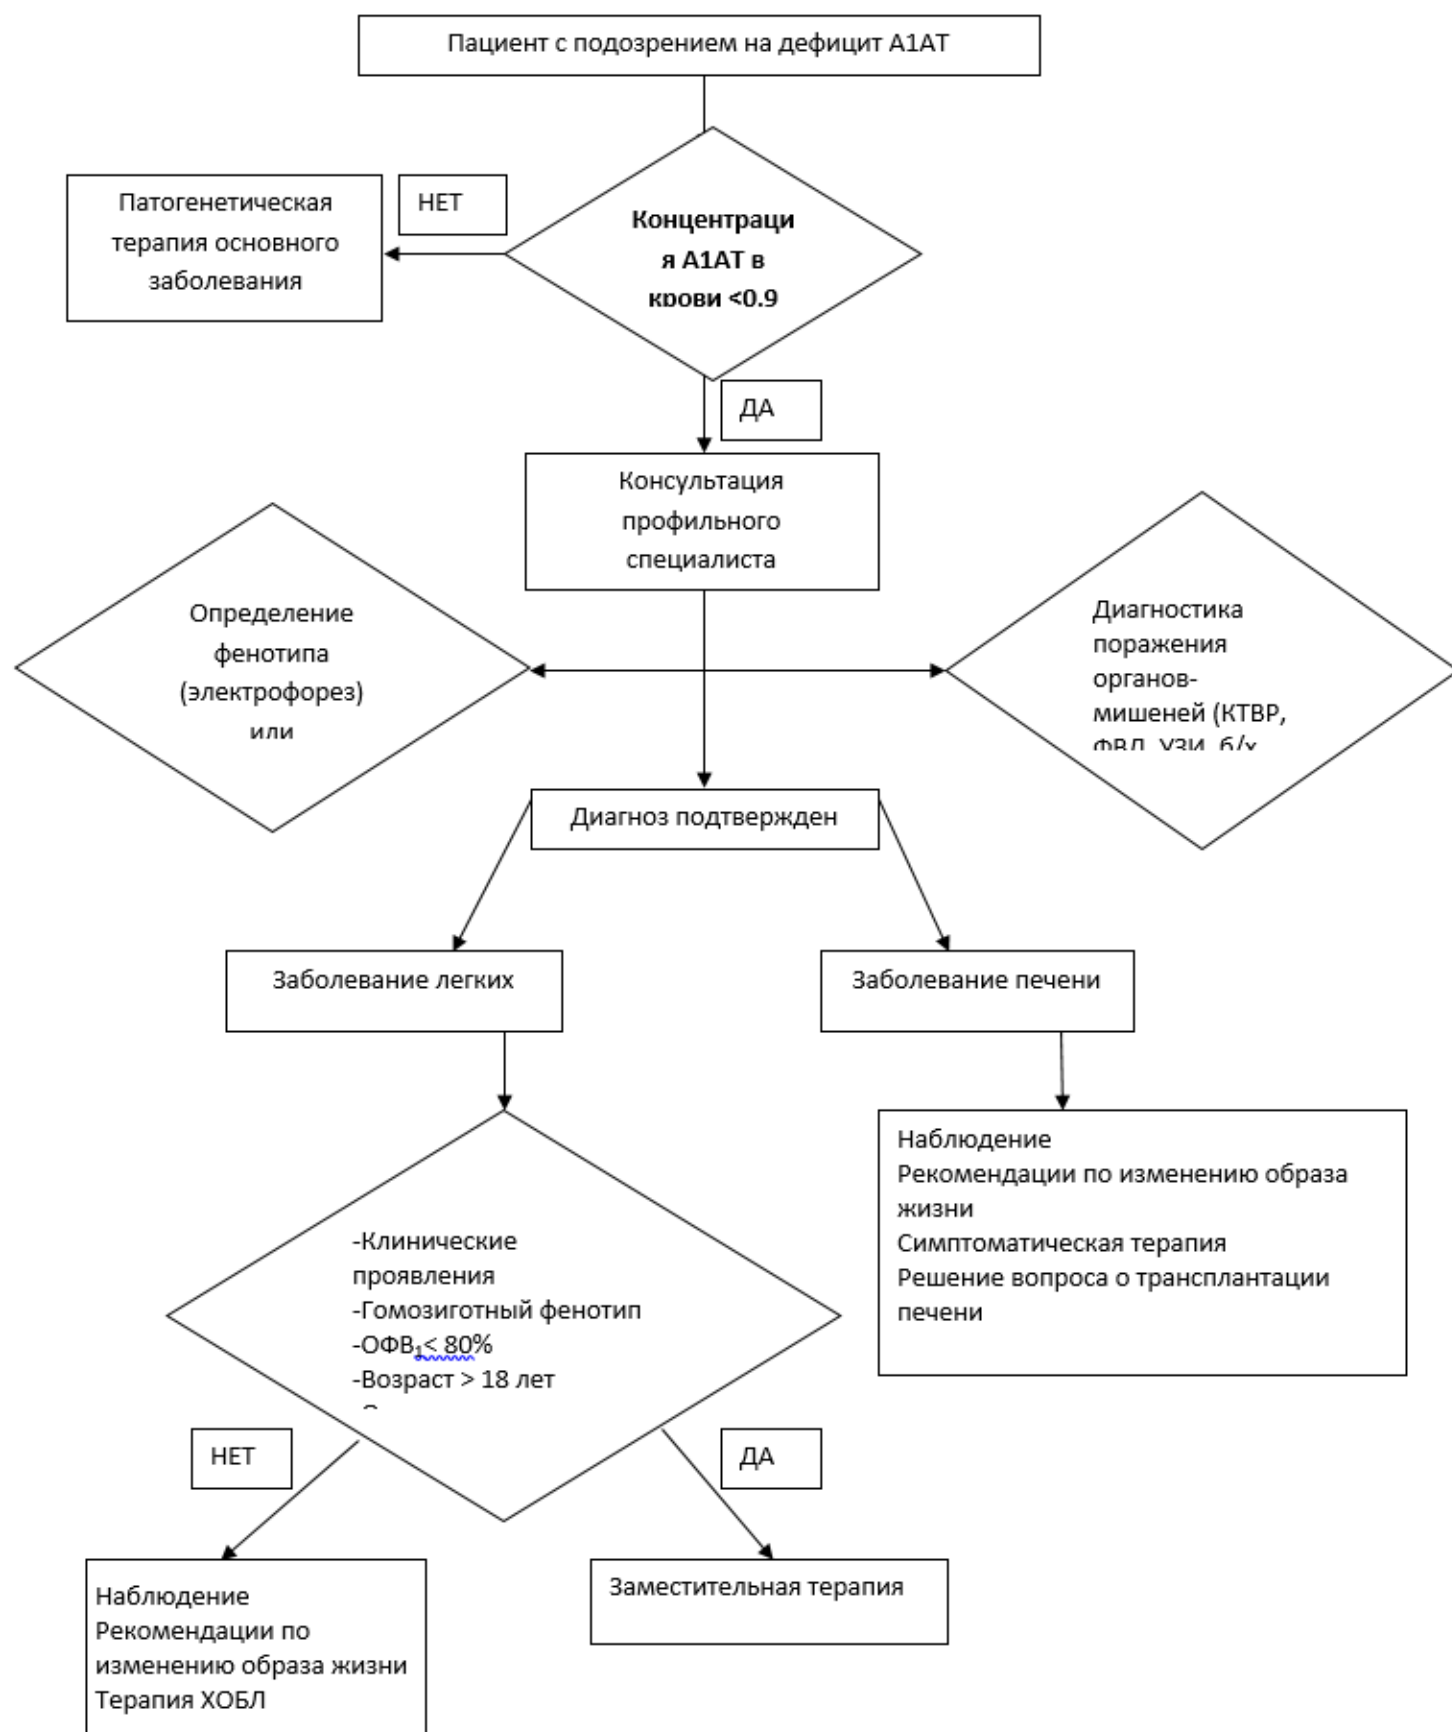 Пациент с подозрением на дефицит А1АТ
Патогенетическая
терапия основного
заболевания
НЕТ
Концентраци
я А1АТ в
крови <0.9
ДА
Консультация
профильного
специалиста
Определение
фенотипа
(электрофорез)
или
Диагностика
поражения
органов-
мишеней (КТВР,
ФВД, УЗИ, б/х
Диагноз подтвержден
Заболевание легких
Заболевание печени
-Клинические
проявления
-Гомозиготный фенотип
-ОФВ₁< 80%
-Возраст > 18 лет
Наблюдение
Рекомендации по изменению образа
жизни
Симптоматическая терапия
Решение вопроса о трансплантации
печени
НЕТ
ДА
Наблюдение
Рекомендации по
изменению образа жизни
Терапия ХОБЛ
Заместительная терапия